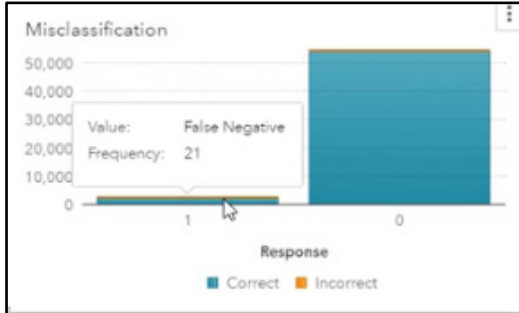 Misclassification
50,000
40,000
30,000
20,000
10,000
0
Value: False Negative
Frequency: 21
1 0
Response
Correct Incorrect